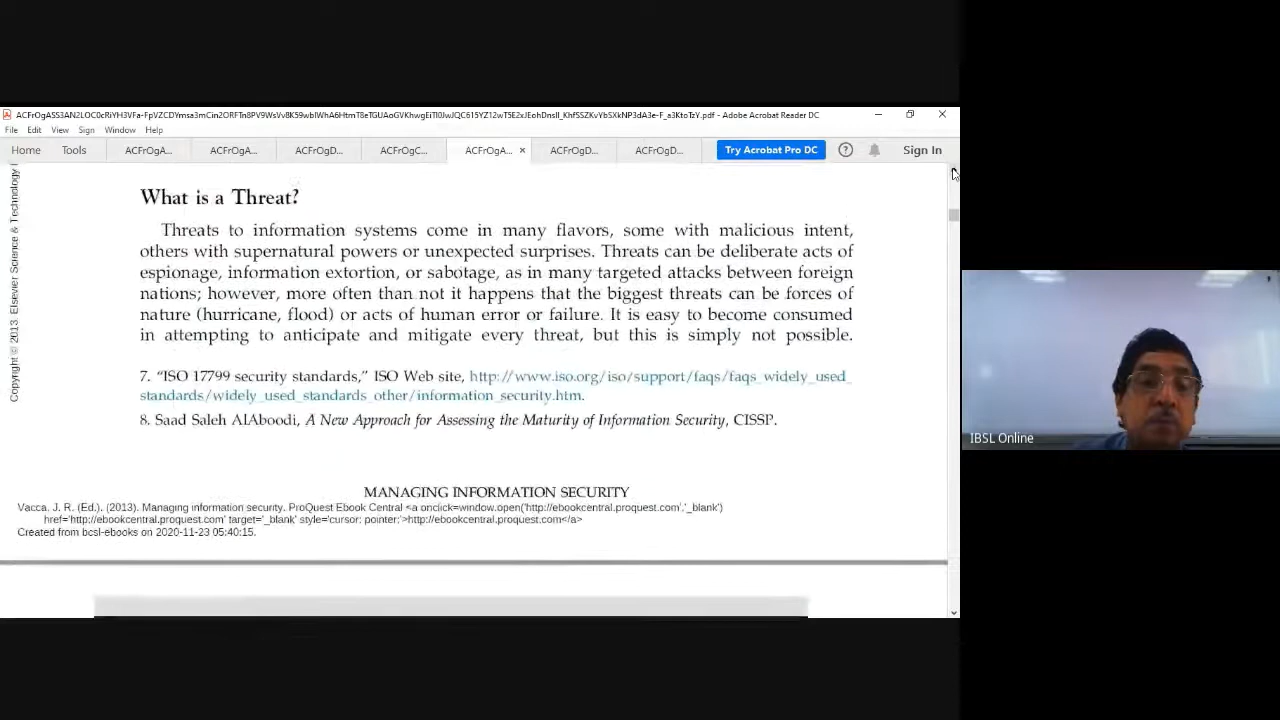 ACFrOgASS3AN2LOC0cRiYH3VFa-FpVZCDYmsa3mCin2ORFTn8PV9WsVv8K59wbIWhA6HtmT8eTGUAoGVKhwgEiTl0JwJQC615YZ12wT5E2xJEohDnsII_KhfSSZKvYbSXkNP3dA3e-F_a3KtoTzY.pdf - Adobe Acrobat Reader DC
File Edit View Sign Window Help
Home Tools ACFrOgA... ACFrOgA... ACFrOgD... ACFrOgC... ACFrOgA... × ACFrOgD... ACFrOgD... Try Acrobat Pro DC Sign In
Copyright © 2013. Elsevier Science & Technology
What is a Threat?
Threats to information systems come in many flavors, some with malicious intent,
others with supernatural powers or unexpected surprises. Threats can be deliberate acts of
espionage, information extortion, or sabotage, as in many targeted attacks between foreign
nations; however, more often than not it happens that the biggest threats can be forces of
nature (hurricane, flood) or acts of human error or failure. It is easy to become consumed
in attempting to anticipate and mitigate every threat, but this is simply not possible.
7. “ISO 17799 security standards,” ISO Web site, http://www.iso.org/iso/support/faqs/faqs_widely_used_
standards/widely_used_standards_other/information_security.htm.
8. Saad Saleh AlAboodi, A New Approach for Assessing the Maturity of Information Security, CISSP.
MANAGING INFORMATION SECURITY
Vacca, J. R. (Ed.). (2013). Managing information security. ProQuest Ebook Central <a onclick=window.open('http://ebookcentral.proquest.com','_blank')
href='http://ebookcentral.proquest.com' target='_blank' style='cursor: pointer;'>http://ebookcentral.proquest.com</a>
Created from bcsl-ebooks on 2020-11-23 05:40:15.
IBSL Online